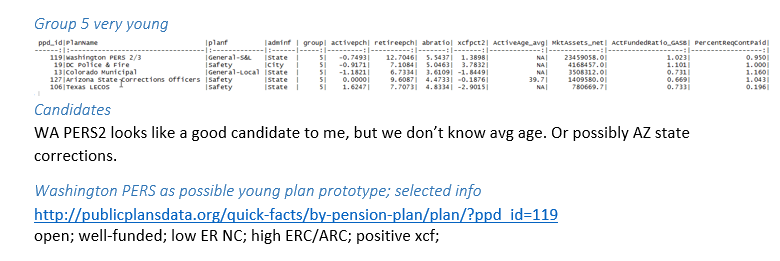 Group 5 very young
ppd_id|PlanName |planf |adminf | group| activepch| retireepch| abratio| xcfpct2| ActiveAge_avg| MktAssets_net| ActFundedRatio_GASB| PercentReqContPaid|
119|Washington PERS 2/3 |General-S&L |State | 5| -0.7493| 12.7046| 5.5437| 1.3898| NA| 23459058.0| 1.023| 0.950|
19|DC Police & Fire |Safety |City | 5| -0.9171| 7.1084| 5.0463| 3.7832| NA| 4168457.0| 1.101| 1.000|
13|Colorado Municipal |General-Local |State | 5| -1.1821| 6.7334| 3.6109| -1.8449| NA| 3508312.0| 0.731| 1.160|
127|Arizona State Corrections Officers |Safety |State | 5| 0.0000| 9.6087| 4.4733| -0.1876| 39.7| 1409580.0| 0.669| 1.043|
106|Texas LECOS |Safety |State | 5| 1.6247| 7.7073| 4.8334| -2.9015| NA| 780669.7| 0.733| 0.196|
Candidates
WA PERS2 looks like a good candidate to me, but we don't know avg age. Or possibly AZ state
corrections.
Washington PERS as possible young plan prototype; selected info
http://publicplansdata.org/quick-facts/by-pension-plan/plan/?ppd_id=119
open; well-funded; low ER NC; high ERC/ARC; positive xcf;